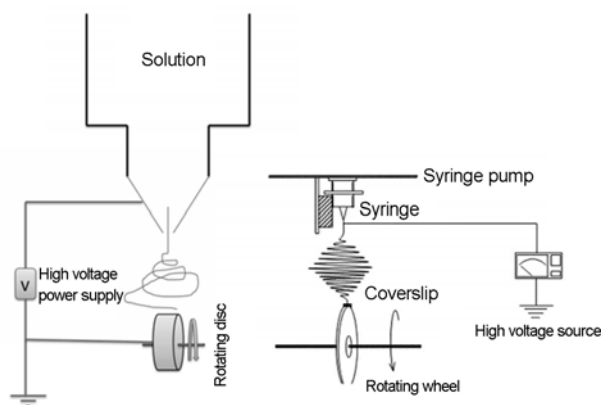 Solution
V
High voltage
power supply
Rotating disc
Syringe pump
Syringe
Coverslip
High voltage source
Rotating wheel